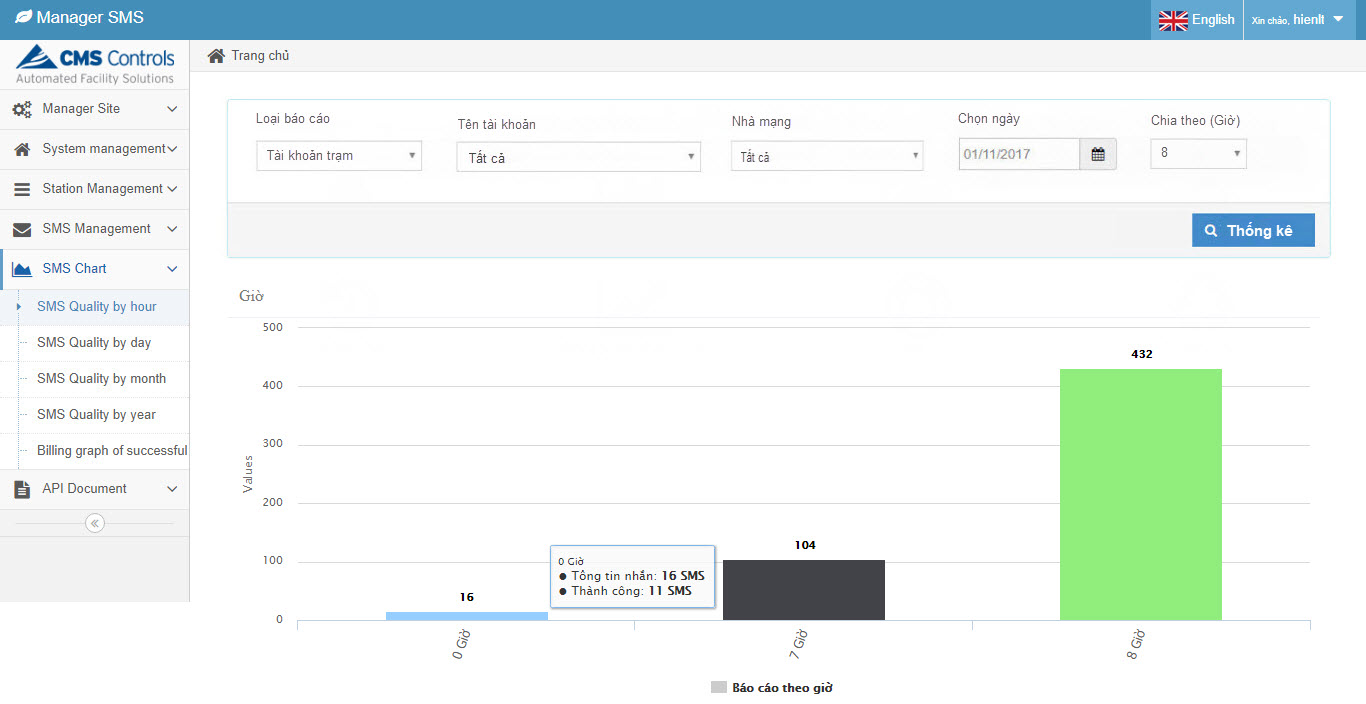 Manager SMS
English
Xin chào, hienlt
CMS Controls
Automated Facility Solutions
Trang chủ
Manager Site
System management
Station Management
SMS Management
SMS Chart
SMS Quality by hour
SMS Quality by day
SMS Quality by month
SMS Quality by year
Billing graph of successful
API Document
Loại báo cáo
Tên tài khoản
Nhà mạng
Chọn ngày
Chia theo (Giờ)
Tài khoản trạm
Tất cả
Tất cả
01/11/2017
8
Thống kê
Giờ
500
400
300
200
100
0
Values
16
104
432
0 Giờ
Tông tin nhắn: 16 SMS
Thành công: 11 SMS
0 Giờ
7 Giờ
8 Giờ
Báo cáo theo giờ